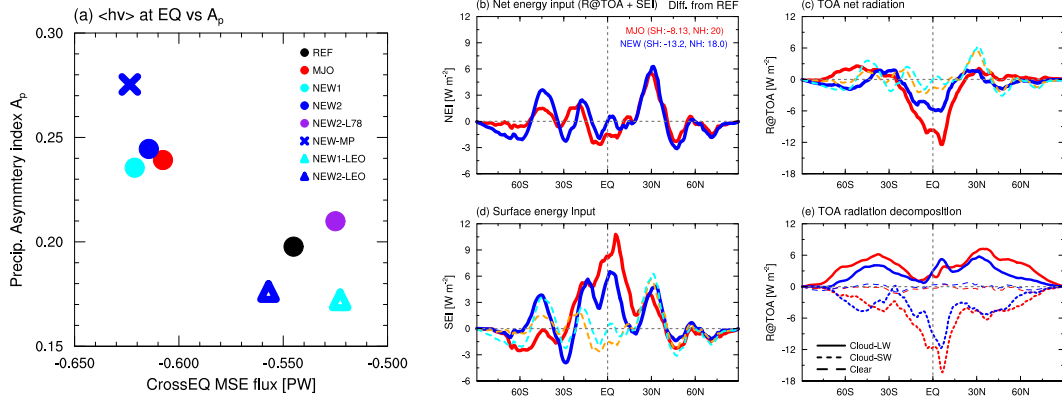 (a) <hv> at EQ vs Ap
Precip. Asymmetry index Ap
0.30
0.25
0.20
0.15
REF
MJO
NEW1
NEW2
NEW2-L78
NEW-MP
NEW1-LEO
NEW2-LEO
-0.650
-0.600
-0.550
-0.500
CrossEQ MSE flux [PW]
(b) Net energy input (R@TOA + SEI) Diff. from REF
MJO (SH: -8.13, NH: 20)
NEW (SH: -13.2, NH: 18.0)
NEI [W m-2]
9
6
3
0
-3
-6
60S
30S
EQ
30N
60N
(c) TOA net radiation
R@TOA [W m-2]
12
6
0
-6
-12
-18
60S
30S
EQ
30N
60N
(d) Surface energy input
SEI [W m-2]
12
9
6
3
0
-3
-6
60S
30S
EQ
30N
60N
(e) TOA radiation decomposition
R@TOA [W m-2]
12
6
0
-6
-12
-18
Cloud-LW
Cloud-SW
Clear
60S
30S
EQ
30N
60N